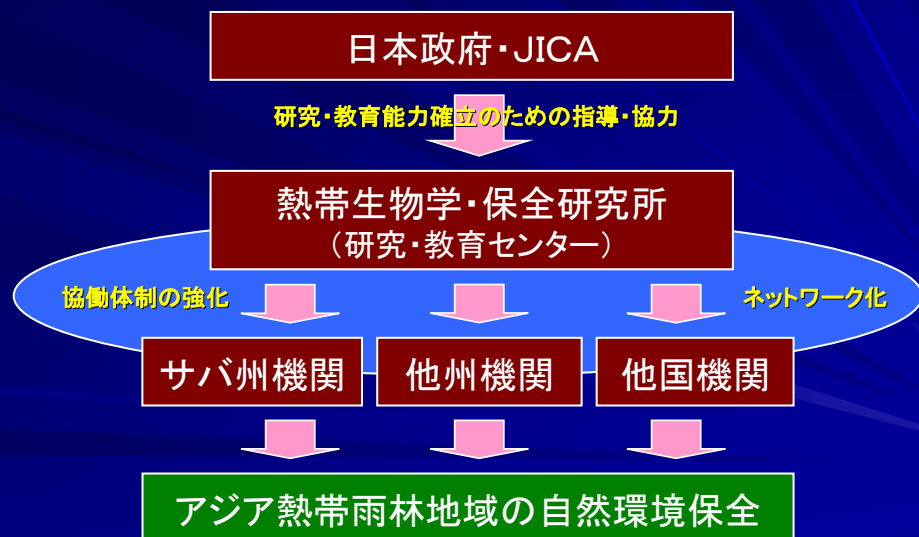 日本政府・JICA
研究・教育能力確立のための指導・協力
熱帯生物学・保全研究所
（研究・教育センター）
協働体制の強化
ネットワーク化
サバ州機関
他州機関
他国機関
アジア熱帯雨林地域の自然環境保全